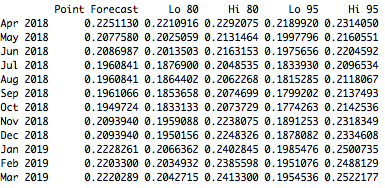 Point Forecast Lo 80 Hi 80 Lo 95 Hi 95
Apr 2018 0.2251130 0.2210916 0.2292075 0.2189920 0.2314050
May 2018 0.2077580 0.2025059 0.2131464 0.1997796 0.2160551
Jun 2018 0.2086987 0.2013503 0.2163153 0.1975656 0.2204592
Jul 2018 0.1960841 0.1876900 0.2048535 0.1833930 0.2096534
Aug 2018 0.1960841 0.1864402 0.2062268 0.1815285 0.2118067
Sep 2018 0.1961066 0.1853658 0.2074699 0.1799202 0.2137493
Oct 2018 0.1949724 0.1833133 0.2073729 0.1774263 0.2142536
Nov 2018 0.2093940 0.1959088 0.2238075 0.1891253 0.2318349
Dec 2018 0.2093940 0.1950156 0.2248326 0.1878082 0.2334608
Jan 2019 0.2228261 0.2066362 0.2402845 0.1985476 0.2500735
Feb 2019 0.2203300 0.2034932 0.2385598 0.1951076 0.2488129
Mar 2019 0.2220289 0.2042715 0.2413300 0.1954536 0.2522177